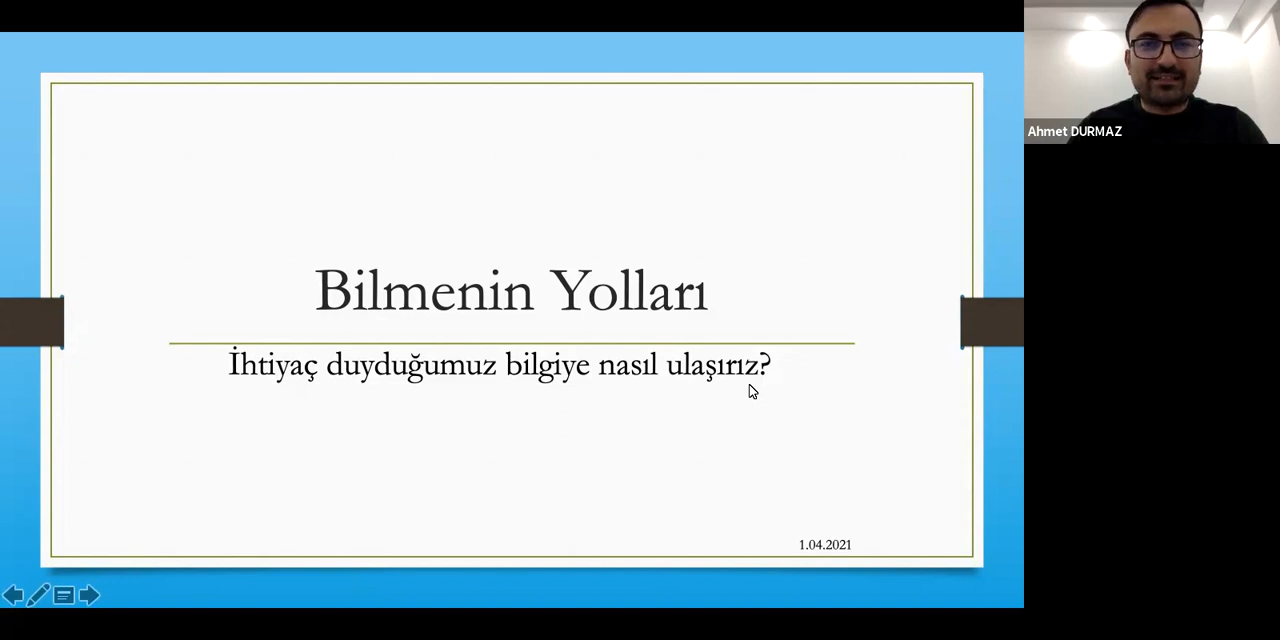 Bilmenin Yolları
İhtiyaç duyduğumuz bilgiye nasıl ulaşırız?
1.04.2021
Ahmet DURMAZ